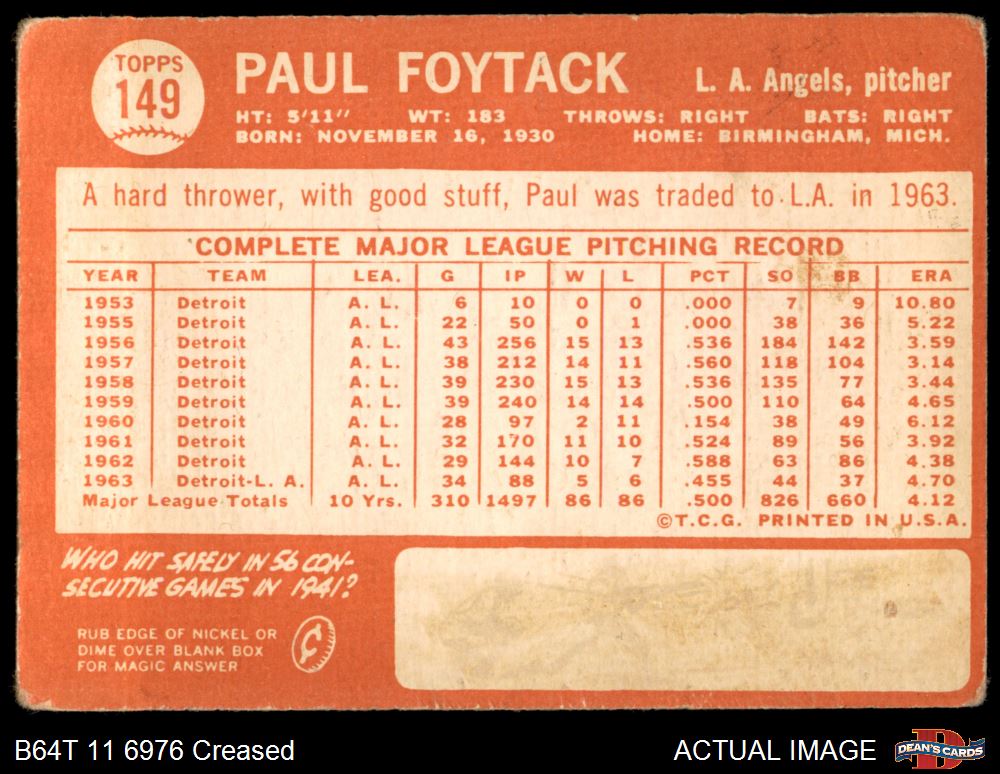 TOPPS
149
PAUL FOYTACK
L. A. Angels, pitcher
HT: 5'11" WT: 183 THROWS: RIGHT BATS: RIGHT
BORN: NOVEMBER 16, 1930 HOME: BIRMINGHAM, MICH.
A hard thrower, with good stuff, Paul was traded to L.A. in 1963.
COMPLETE MAJOR LEAGUE PITCHING RECORD
YEAR TEAM LEA. G IP W L PCT SO BB ERA
1953 Detroit A. L. 6 10 0 0 .000 7 9 10.80
1955 Detroit A. L. 22 50 0 1 .000 38 36 5.22
1956 Detroit A. L. 43 256 15 13 .536 184 142 3.59
1957 Detroit A. L. 38 212 14 11 .560 118 104 3.14
1958 Detroit A. L. 39 230 15 13 .536 135 77 3.44
1959 Detroit A. L. 39 240 14 14 .500 110 64 4.65
1960 Detroit A. L. 28 97 2 11 .154 38 49 6.12
1961 Detroit A. L. 32 170 11 10 .524 89 56 3.92
1962 Detroit A. L. 29 144 10 7 .588 63 86 4.38
1963 Detroit-L. A. A. L. 34 88 5 6 .455 44 37 4.70
Major League Totals 10 Yrs. 310 1497 86 86 .500 826 660 4.12
©T.C.G. PRINTED IN U.S.A.
WHO HIT SAFELY IN 56 CON-
SECUTIVE GAMES IN 1941?
RUB EDGE OF NICKEL OR
DIME OVER BLANK BOX
FOR MAGIC ANSWER
B64T 11 6976 Creased
ACTUAL IMAGE
DEAN'S CARDS